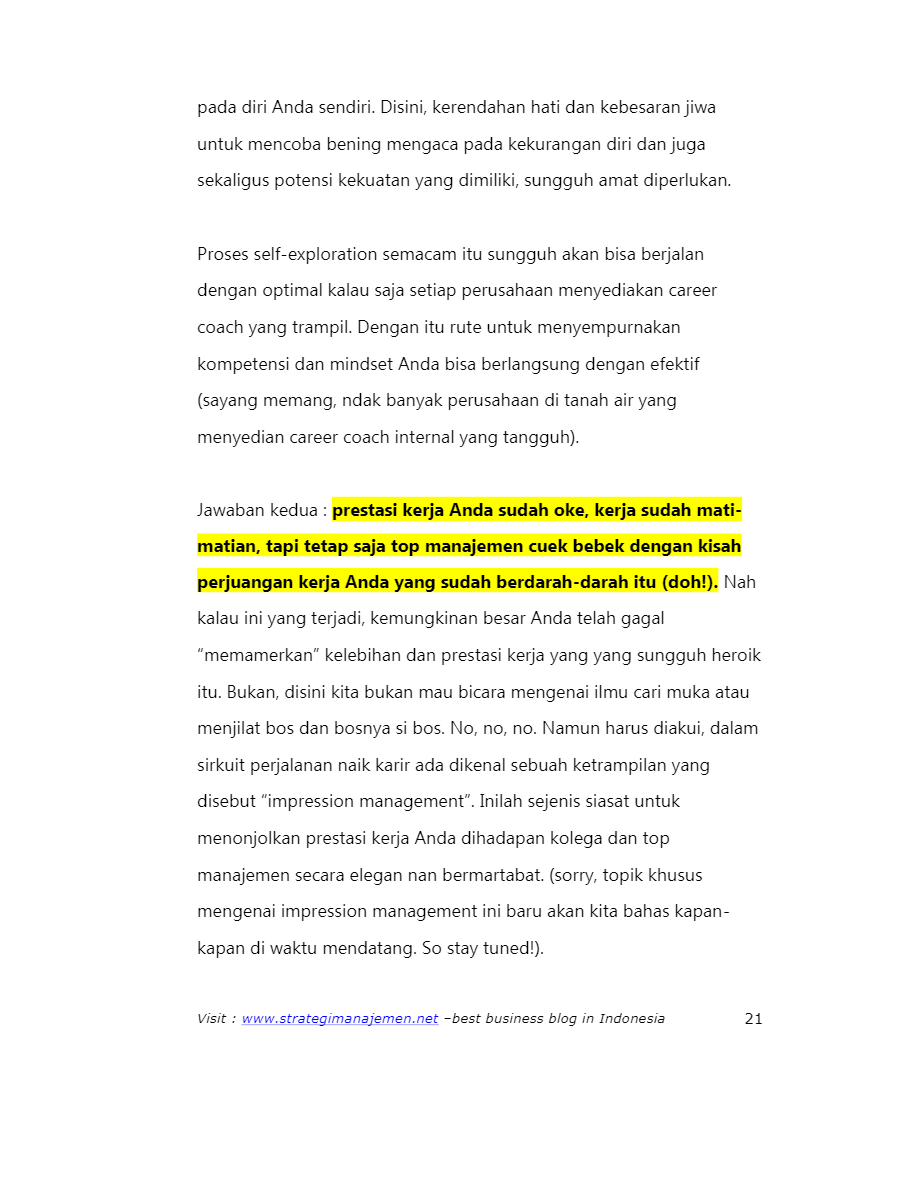 pada diri Anda sendiri. Disini, kerendahan hati dan kebesaran jiwa
untuk mencoba bening mengaca pada kekurangan diri dan juga
sekaligus potensi kekuatan yang dimiliki, sungguh amat diperlukan.
Proses self-exploration semacam itu sungguh akan bisa berjalan
dengan optimal kalau saja setiap perusahaan menyediakan career
coach yang trampil. Dengan itu rute untuk menyempurnakan
kompetensi dan mindset Anda bisa berlangsung dengan efektif
(sayang memang, ndak banyak perusahaan di tanah air yang
menyedian career coach internal yang tangguh).
Jawaban kedua : prestasi kerja Anda sudah oke, kerja sudah mati-
matian, tapi tetap saja top manajemen cuek bebek dengan kisah
perjuangan kerja Anda yang sudah berdarah-darah itu (doh!). Nah
kalau ini yang terjadi, kemungkinan besar Anda telah gagal
“memamerkan” kelebihan dan prestasi kerja yang yang sungguh heroik
itu. Bukan, disini kita bukan mau bicara mengenai ilmu cari muka atau
menjilat bos dan bosnya si bos. No, no, no. Namun harus diakui, dalam
sirkuit perjalanan naik karir ada dikenal sebuah ketrampilan yang
disebut “impression management”. Inilah sejenis siasat untuk
menonjolkan prestasi kerja Anda dihadapan kolega dan top
manajemen secara elegan nan bermartabat. (sorry, topik khusus
mengenai impression management ini baru akan kita bahas kapan-
kapan di waktu mendatang. So stay tuned!).
Visit : www.strategimanajemen.net –best business blog in Indonesia 21